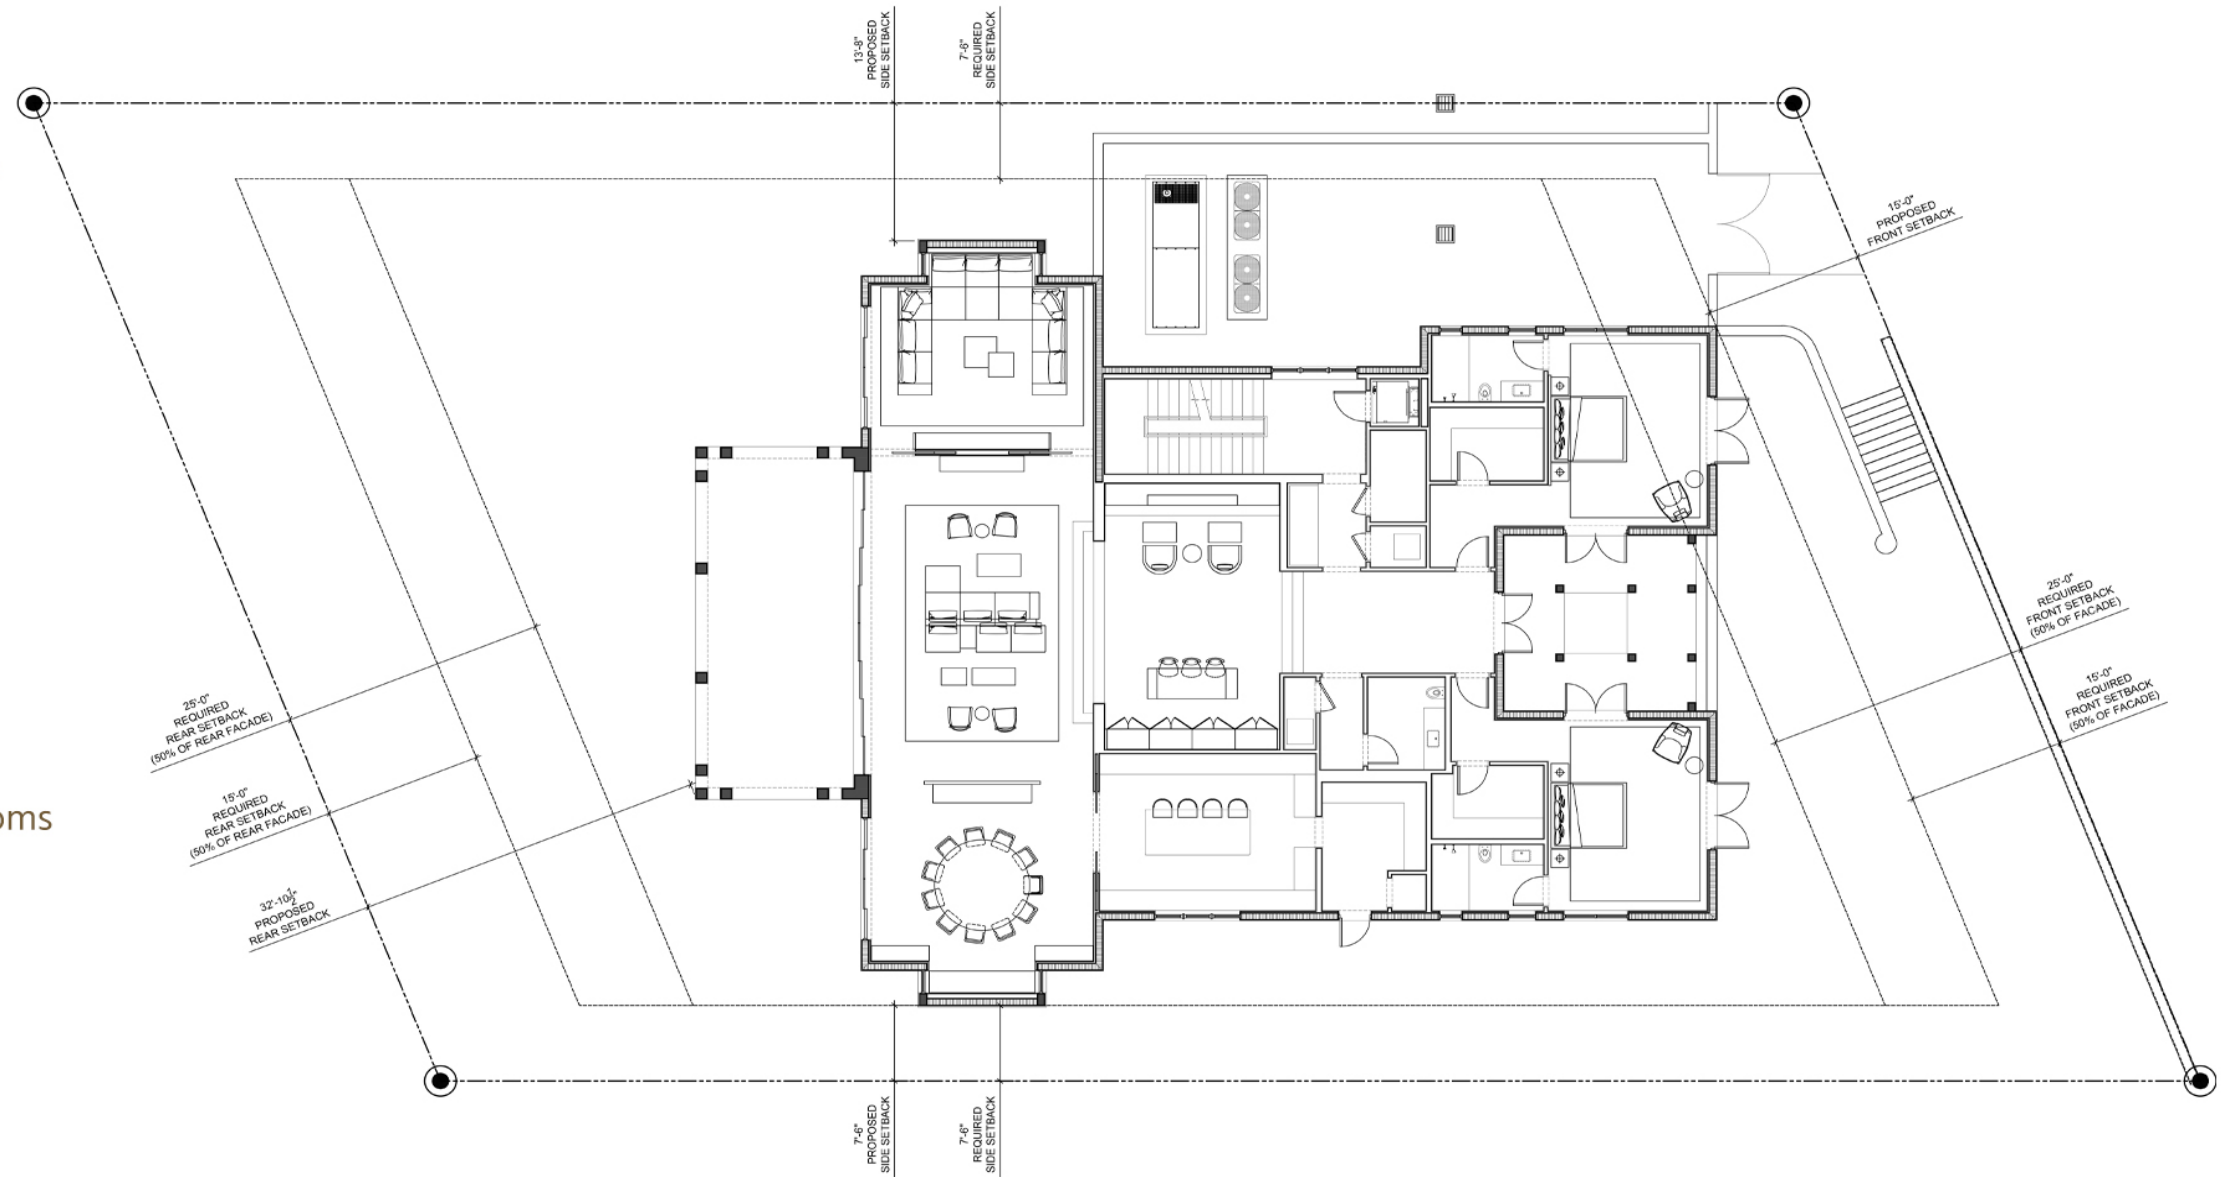 13'-8"
PROPOSED
SIDE SETBACK
7'-6"
REQUIRED
SIDE SETBACK
15'-0"
PROPOSED
FRONT SETBACK
25'-0"
REQUIRED
FRONT SETBACK
(50% OF FACADE)
15'-0"
REQUIRED
FRONT SETBACK
(50% OF FACADE)
25'-0"
REQUIRED
REAR SETBACK
(50% OF REAR FACADE)
15'-0"
REQUIRED
REAR SETBACK
(50% OF REAR FACADE)
oms
32'-10½"
PROPOSED
REAR SETBACK
7'-6"
PROPOSED
SIDE SETBACK
7'-6"
REQUIRED
SIDE SETBACK